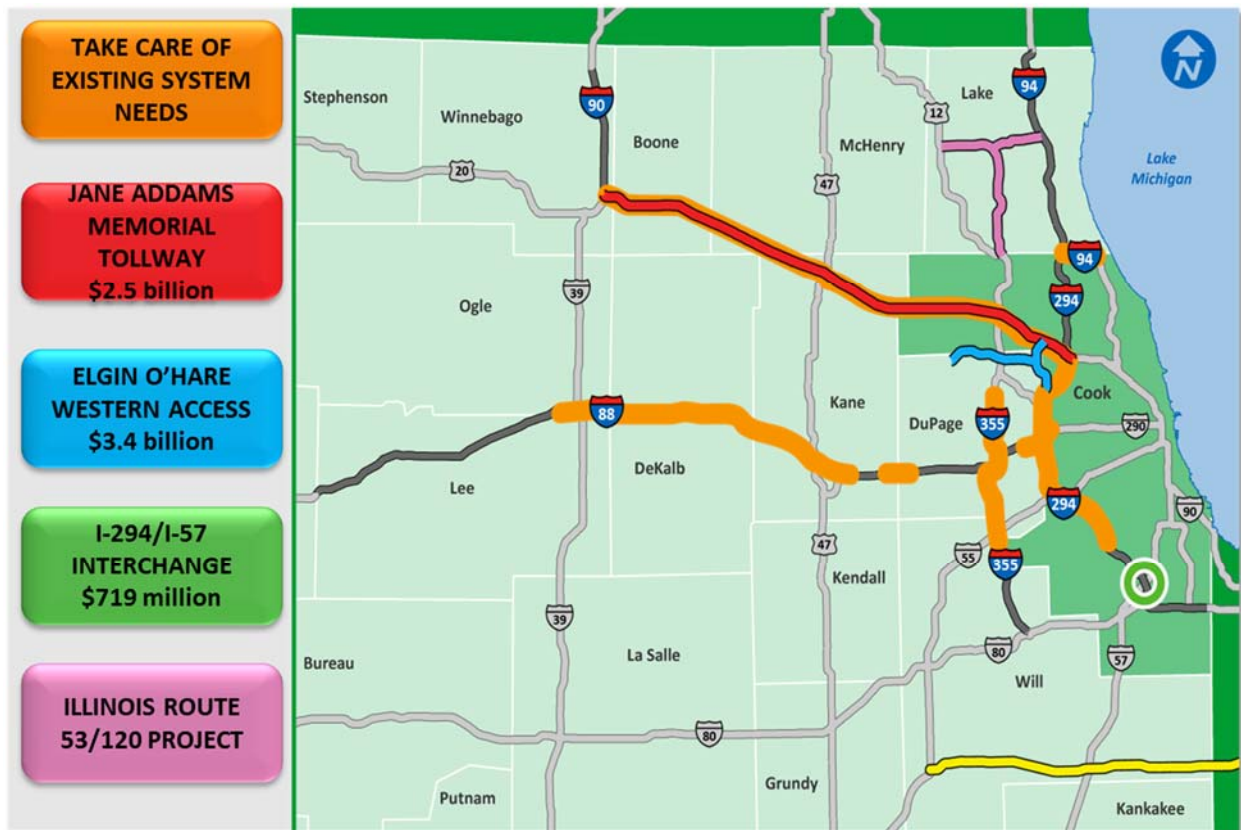 TAKE CARE OF
EXISTING SYSTEM
NEEDS
JANE ADDAMS
MEMORIAL
TOLLWAY
$2.5 billion
ELGIN O’HARE
WESTERN ACCESS
$3.4 billion
I-294/I-57
INTERCHANGE
$719 million
ILLINOIS ROUTE
53/120 PROJECT
N
Lake
94
90
12
Stephenson
Winnebago
Boone
McHenry
Lake
Michigan
20
47
94
294
39
Ogle
Cook
Kane
88
355
DuPage
290
DeKalb
Lee
294
90
47
55
355
Kendall
39
La Salle
80
57
Bureau
Will
80
Grundy
Putnam
Kankakee